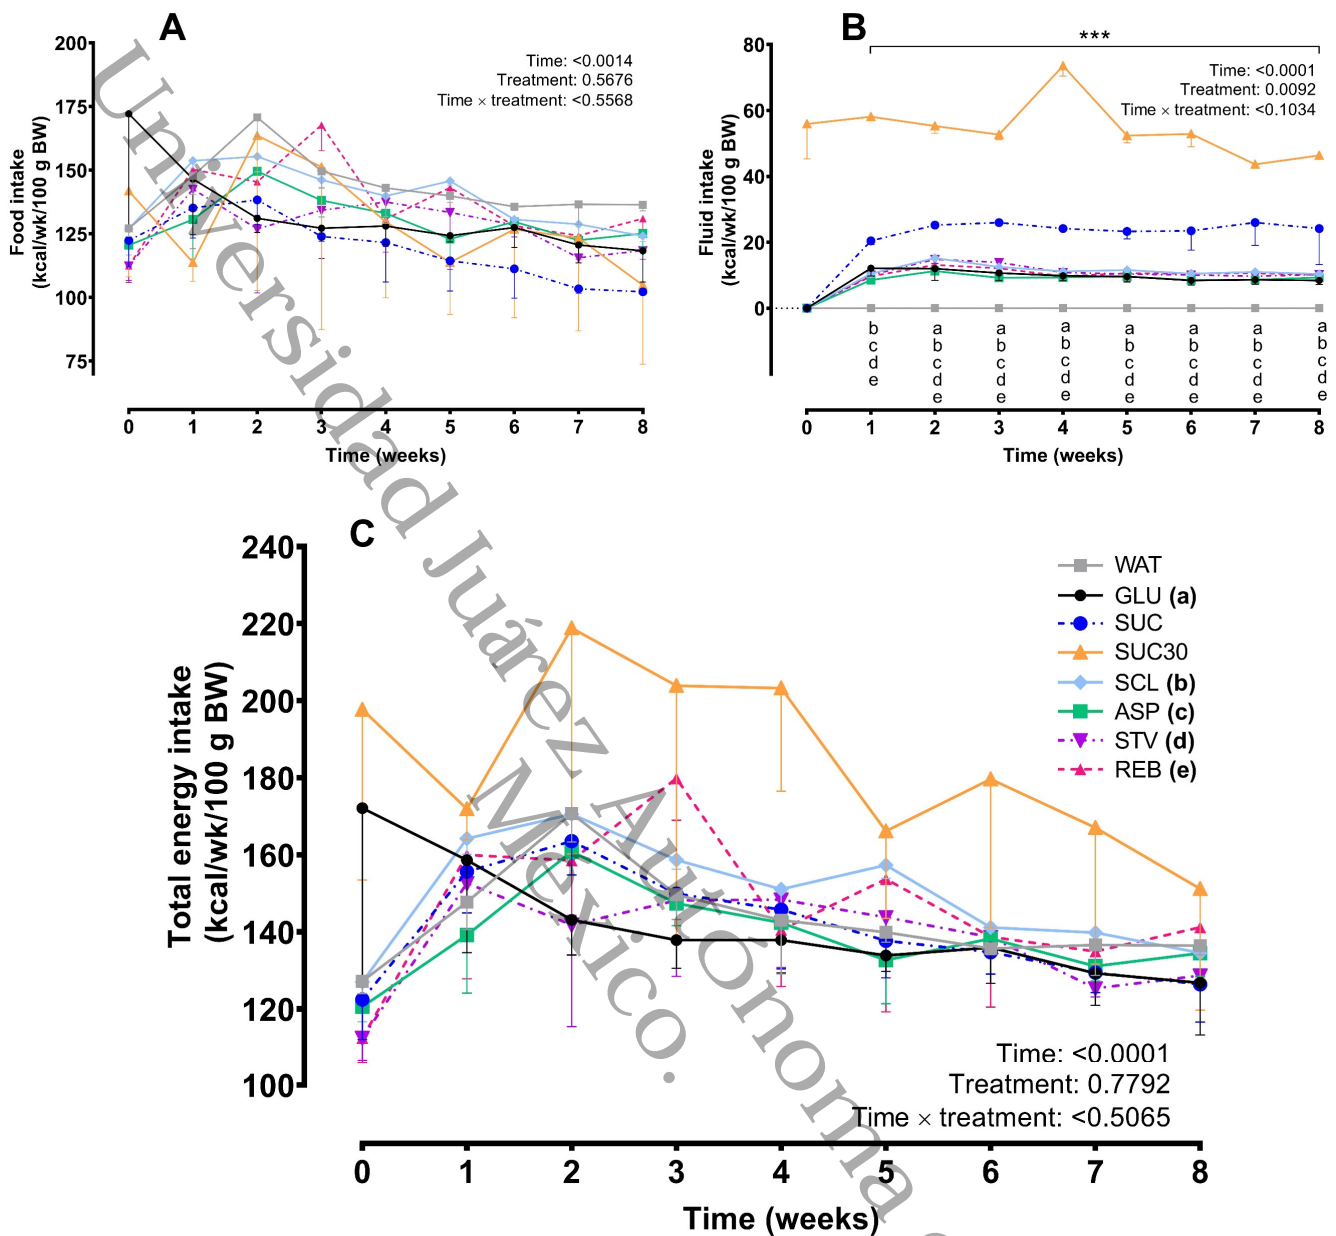 A
200
175
150
125
100
75
Food intake
(kcal/wk/100 g BW)
Time: <0.0014
Treatment: 0.5676
Time × treatment: <0.5568
0 1 2 3 4 5 6 7 8
Time (weeks)
B
***
80
60
40
20
0
Fluid intake
(kcal/wk/100 g BW)
Time: <0.0001
Treatment: 0.0092
Time × treatment: <0.1034
b a a a a a a a
c b b b b b b b
d c c c c c c c
e d d d d d d d
e e e e e e e
0 1 2 3 4 5 6 7 8
Time (weeks)
C
240
220
200
180
160
140
120
100
Total energy intake
(kcal/wk/100 g BW)
WAT
GLU (a)
SUC
SUC30
SCL (b)
ASP (c)
STV (d)
REB (e)
Time: <0.0001
Treatment: 0.7792
Time × treatment: <0.5065
0 1 2 3 4 5 6 7 8
Time (weeks)
Universidad Juárez Autónoma
México.